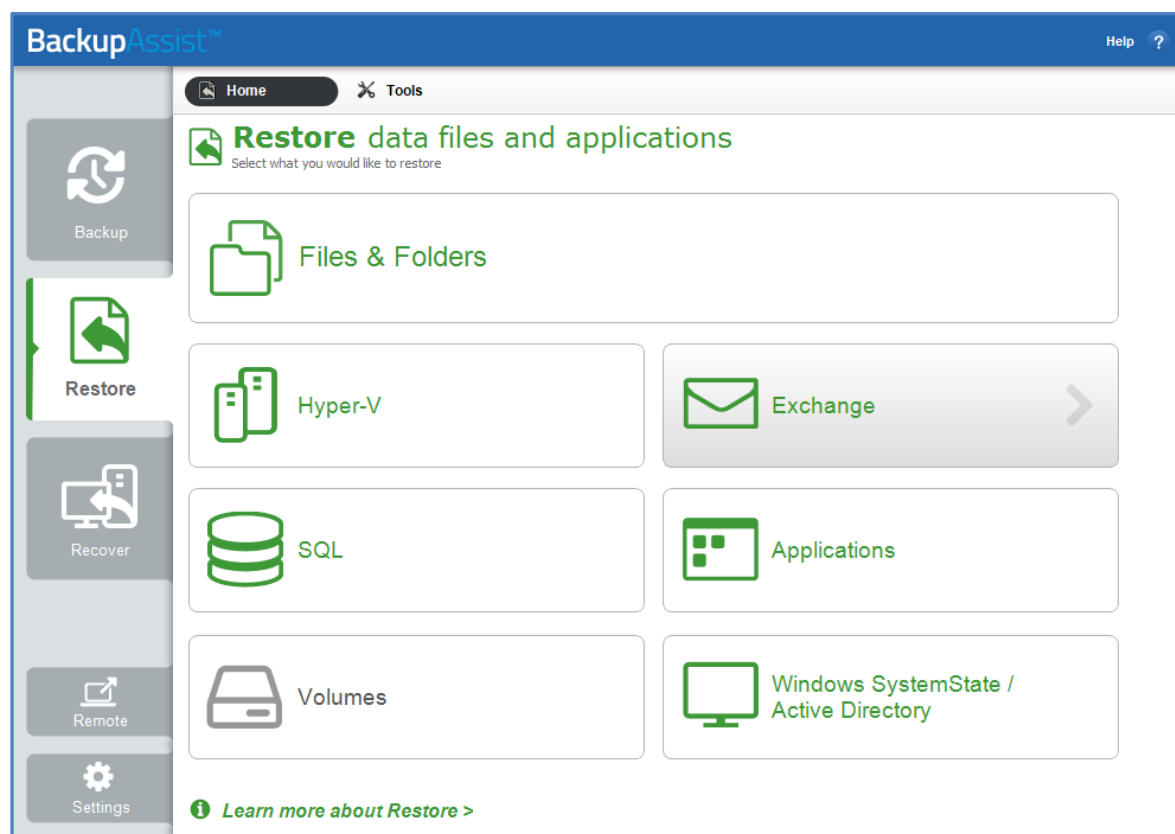 BackupAssist™
Help ?
Home
Tools
Restore data files and applications
Select what you would like to restore
Backup
Files & Folders
Restore
Hyper-V
Exchange
Recover
SQL
Applications
Volumes
Windows SystemState /
Active Directory
Remote
Settings
Learn more about Restore >